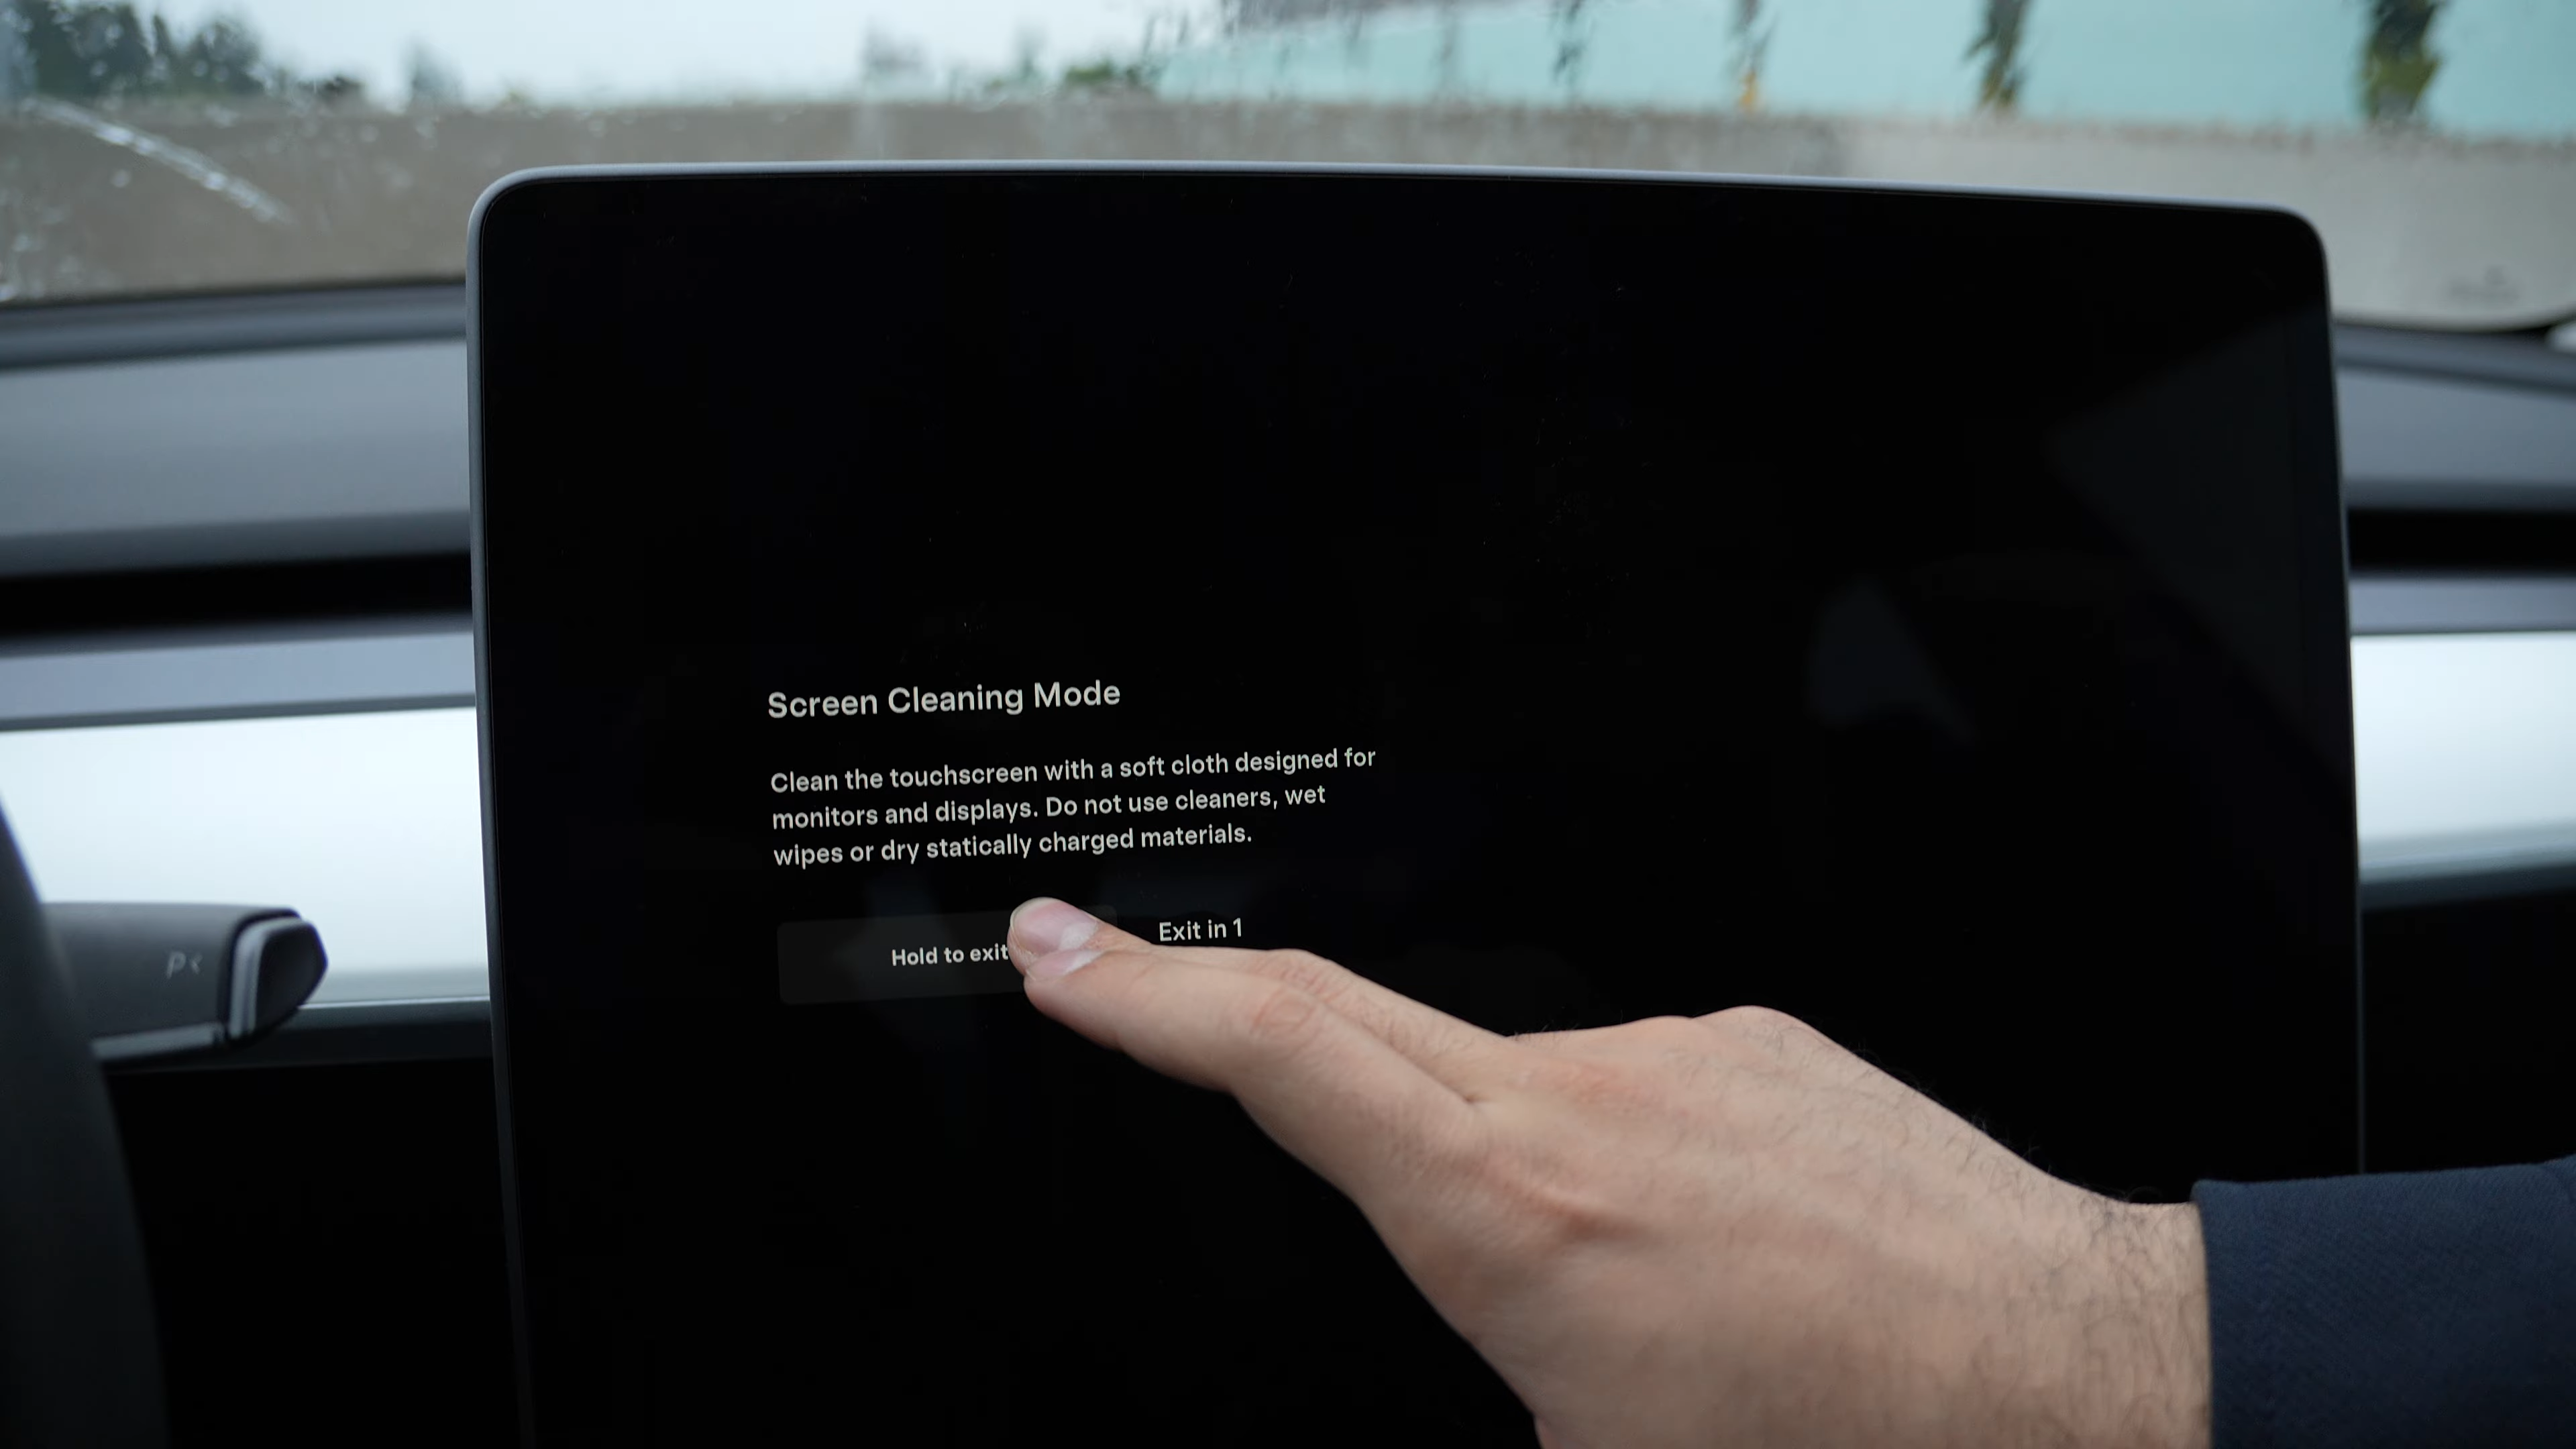 Screen Cleaning Mode
Clean the touchscreen with a soft cloth designed for
monitors and displays. Do not use cleaners, wet
wipes or dry statically charged materials.
Hold to exit
Exit in 1
P<